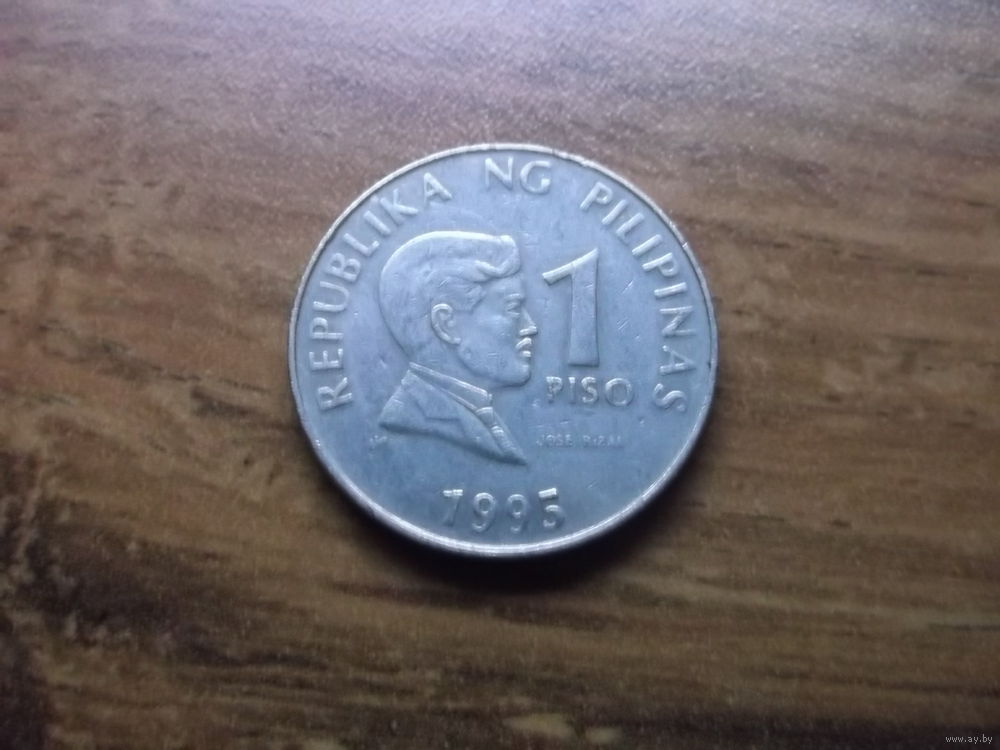 REPUBLIKA NG PILIPINAS
1
PISO
JOSE RIZAL
1995
www.ay.by